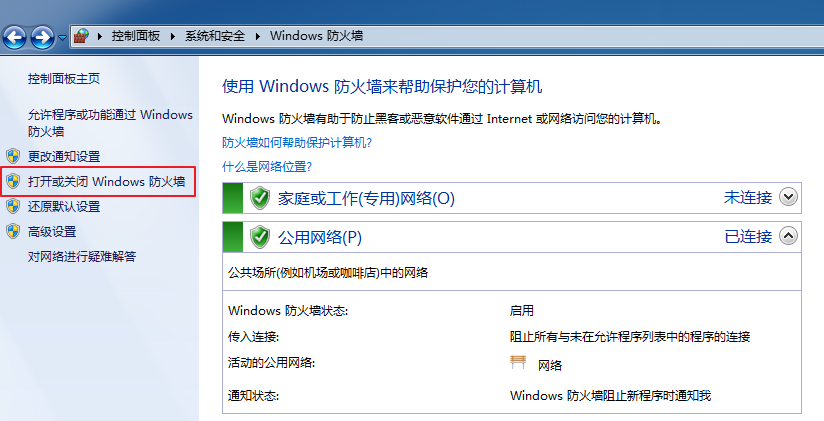 控制面板 系统和安全 Windows 防火墙
控制面板主页
允许程序或功能通过 Windows
防火墙
更改通知设置
打开或关闭 Windows 防火墙
还原默认设置
高级设置
对网络进行疑难解答
使用 Windows 防火墙来帮助保护您的计算机
Windows 防火墙有助于防止黑客或恶意软件通过 Internet 或网络访问您的计算机。
防火墙如何帮助保护计算机?
什么是网络位置?
家庭或工作(专用)网络(O) 未连接
公用网络(P) 已连接
公共场所(例如机场或咖啡店)中的网络
Windows 防火墙状态: 启用
传入连接: 阻止所有与未在允许程序列表中的程序的连接
活动的公用网络: 网络
通知状态: Windows 防火墙阻止新程序时通知我